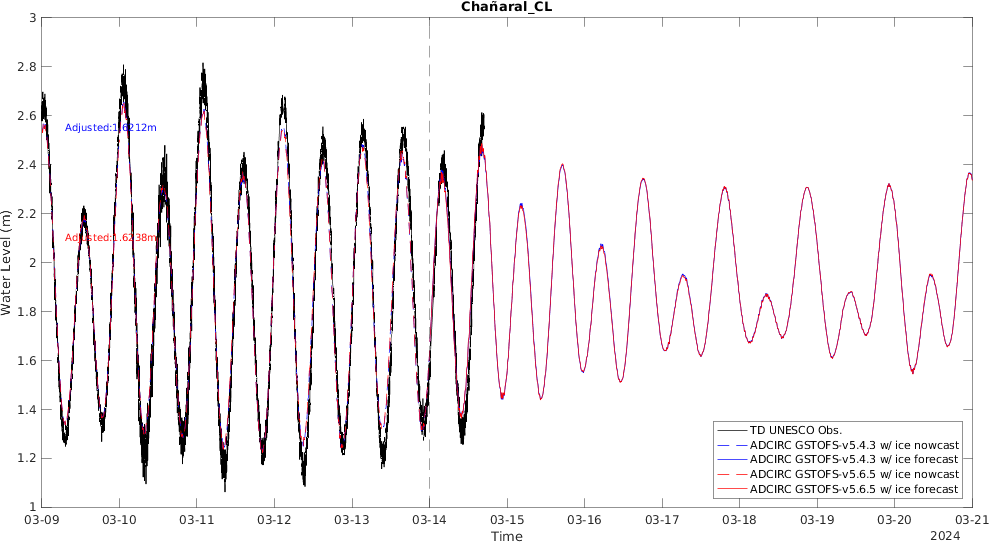 Chañaral_CL
3
2.8
2.6
2.4
2.2
2
1.8
1.6
1.4
1.2
1
Water Level (m)
Adjusted:1.6212m
Adjusted:1.6238m
TD UNESCO Obs.
ADCIRC GSTOFS-v5.4.3 w/ ice nowcast
ADCIRC GSTOFS-v5.4.3 w/ ice forecast
ADCIRC GSTOFS-v5.6.5 w/ ice nowcast
ADCIRC GSTOFS-v5.6.5 w/ ice forecast
03-09 03-10 03-11 03-12 03-13 03-14 03-15 03-16 03-17 03-18 03-19 03-20 03-21
Time
2024